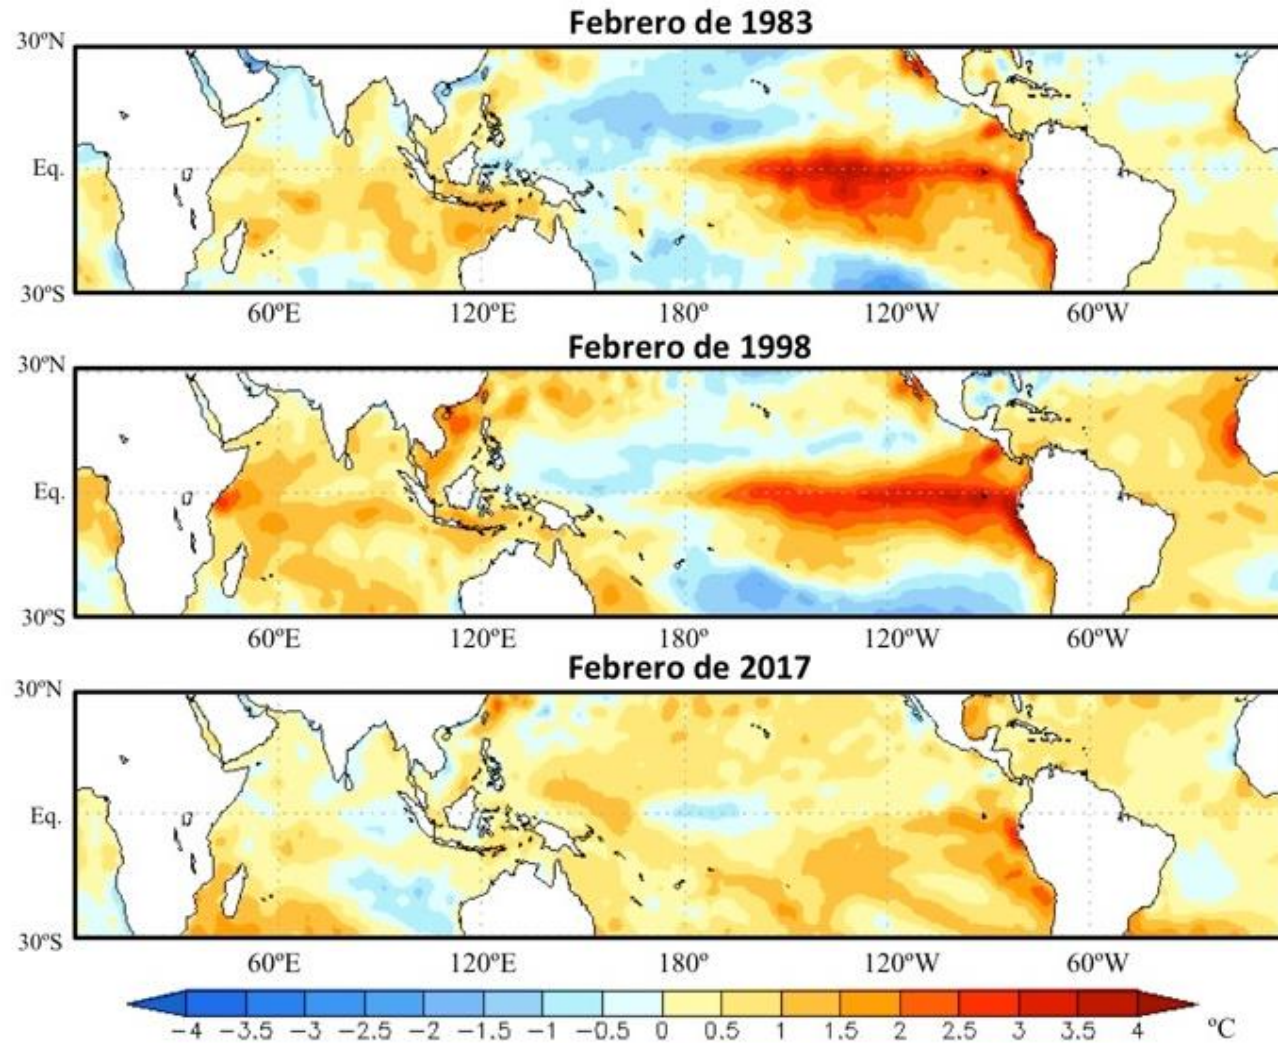 Febrero de 1983
30ºN
Eq.
30ºS
60ºE 120ºE 180º 120ºW 60ºW
Febrero de 1998
30ºN
Eq.
30ºS
60ºE 120ºE 180º 120ºW 60ºW
Febrero de 2017
30ºN
Eq.
30ºS
60ºE 120ºE 180º 120ºW 60ºW
−4 −3.5 −3 −2.5 −2 −1.5 −1 −0.5 0 0.5 1 1.5 2 2.5 3 3.5 4 ºC